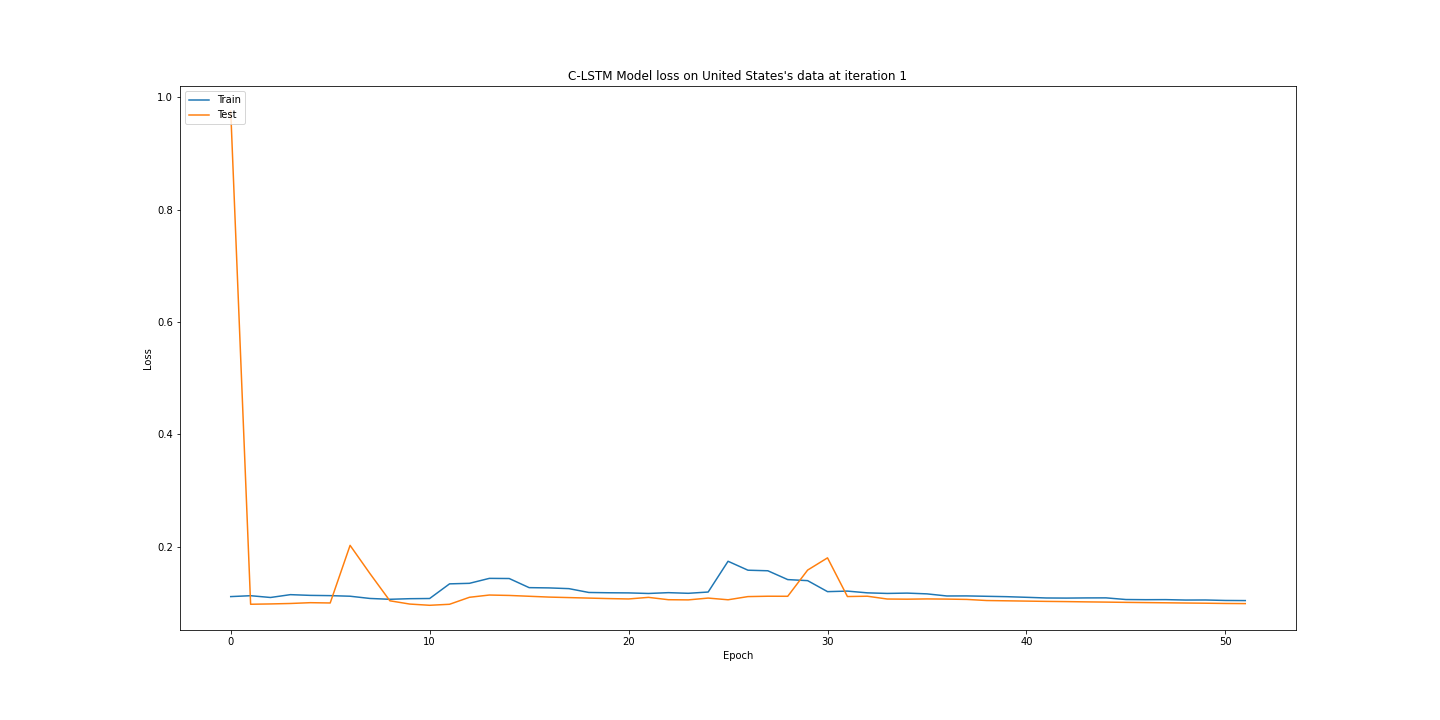 C-LSTM Model loss on United States's data at iteration 1
Train
Test
1.0
0.8
0.6
0.4
0.2
Loss
0 10 20 30 40 50
Epoch